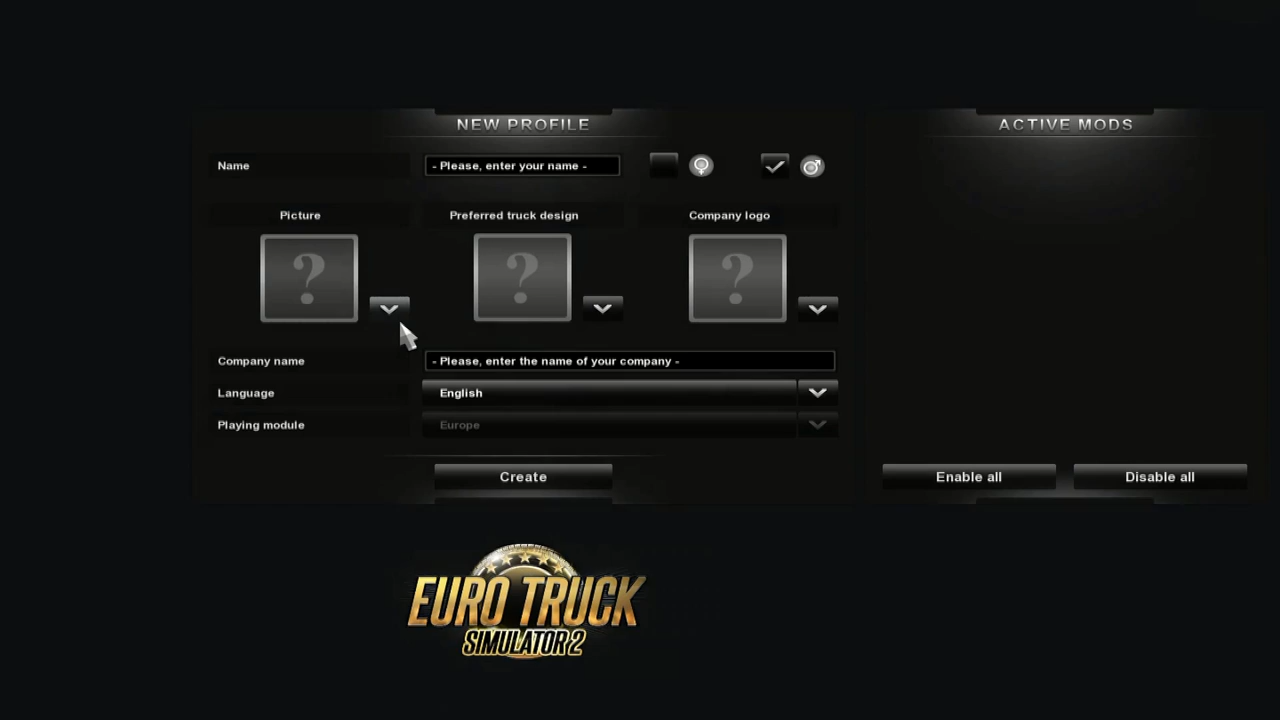 NEW PROFILE
ACTIVE MODS
Name
- Please, enter your name -
Picture
Preferred truck design
Company logo
?
?
?
Company name
- Please, enter the name of your company -
Language
English
Playing module
Europe
Create
Enable all
Disable all
EURO TRUCK
SIMULATOR 2